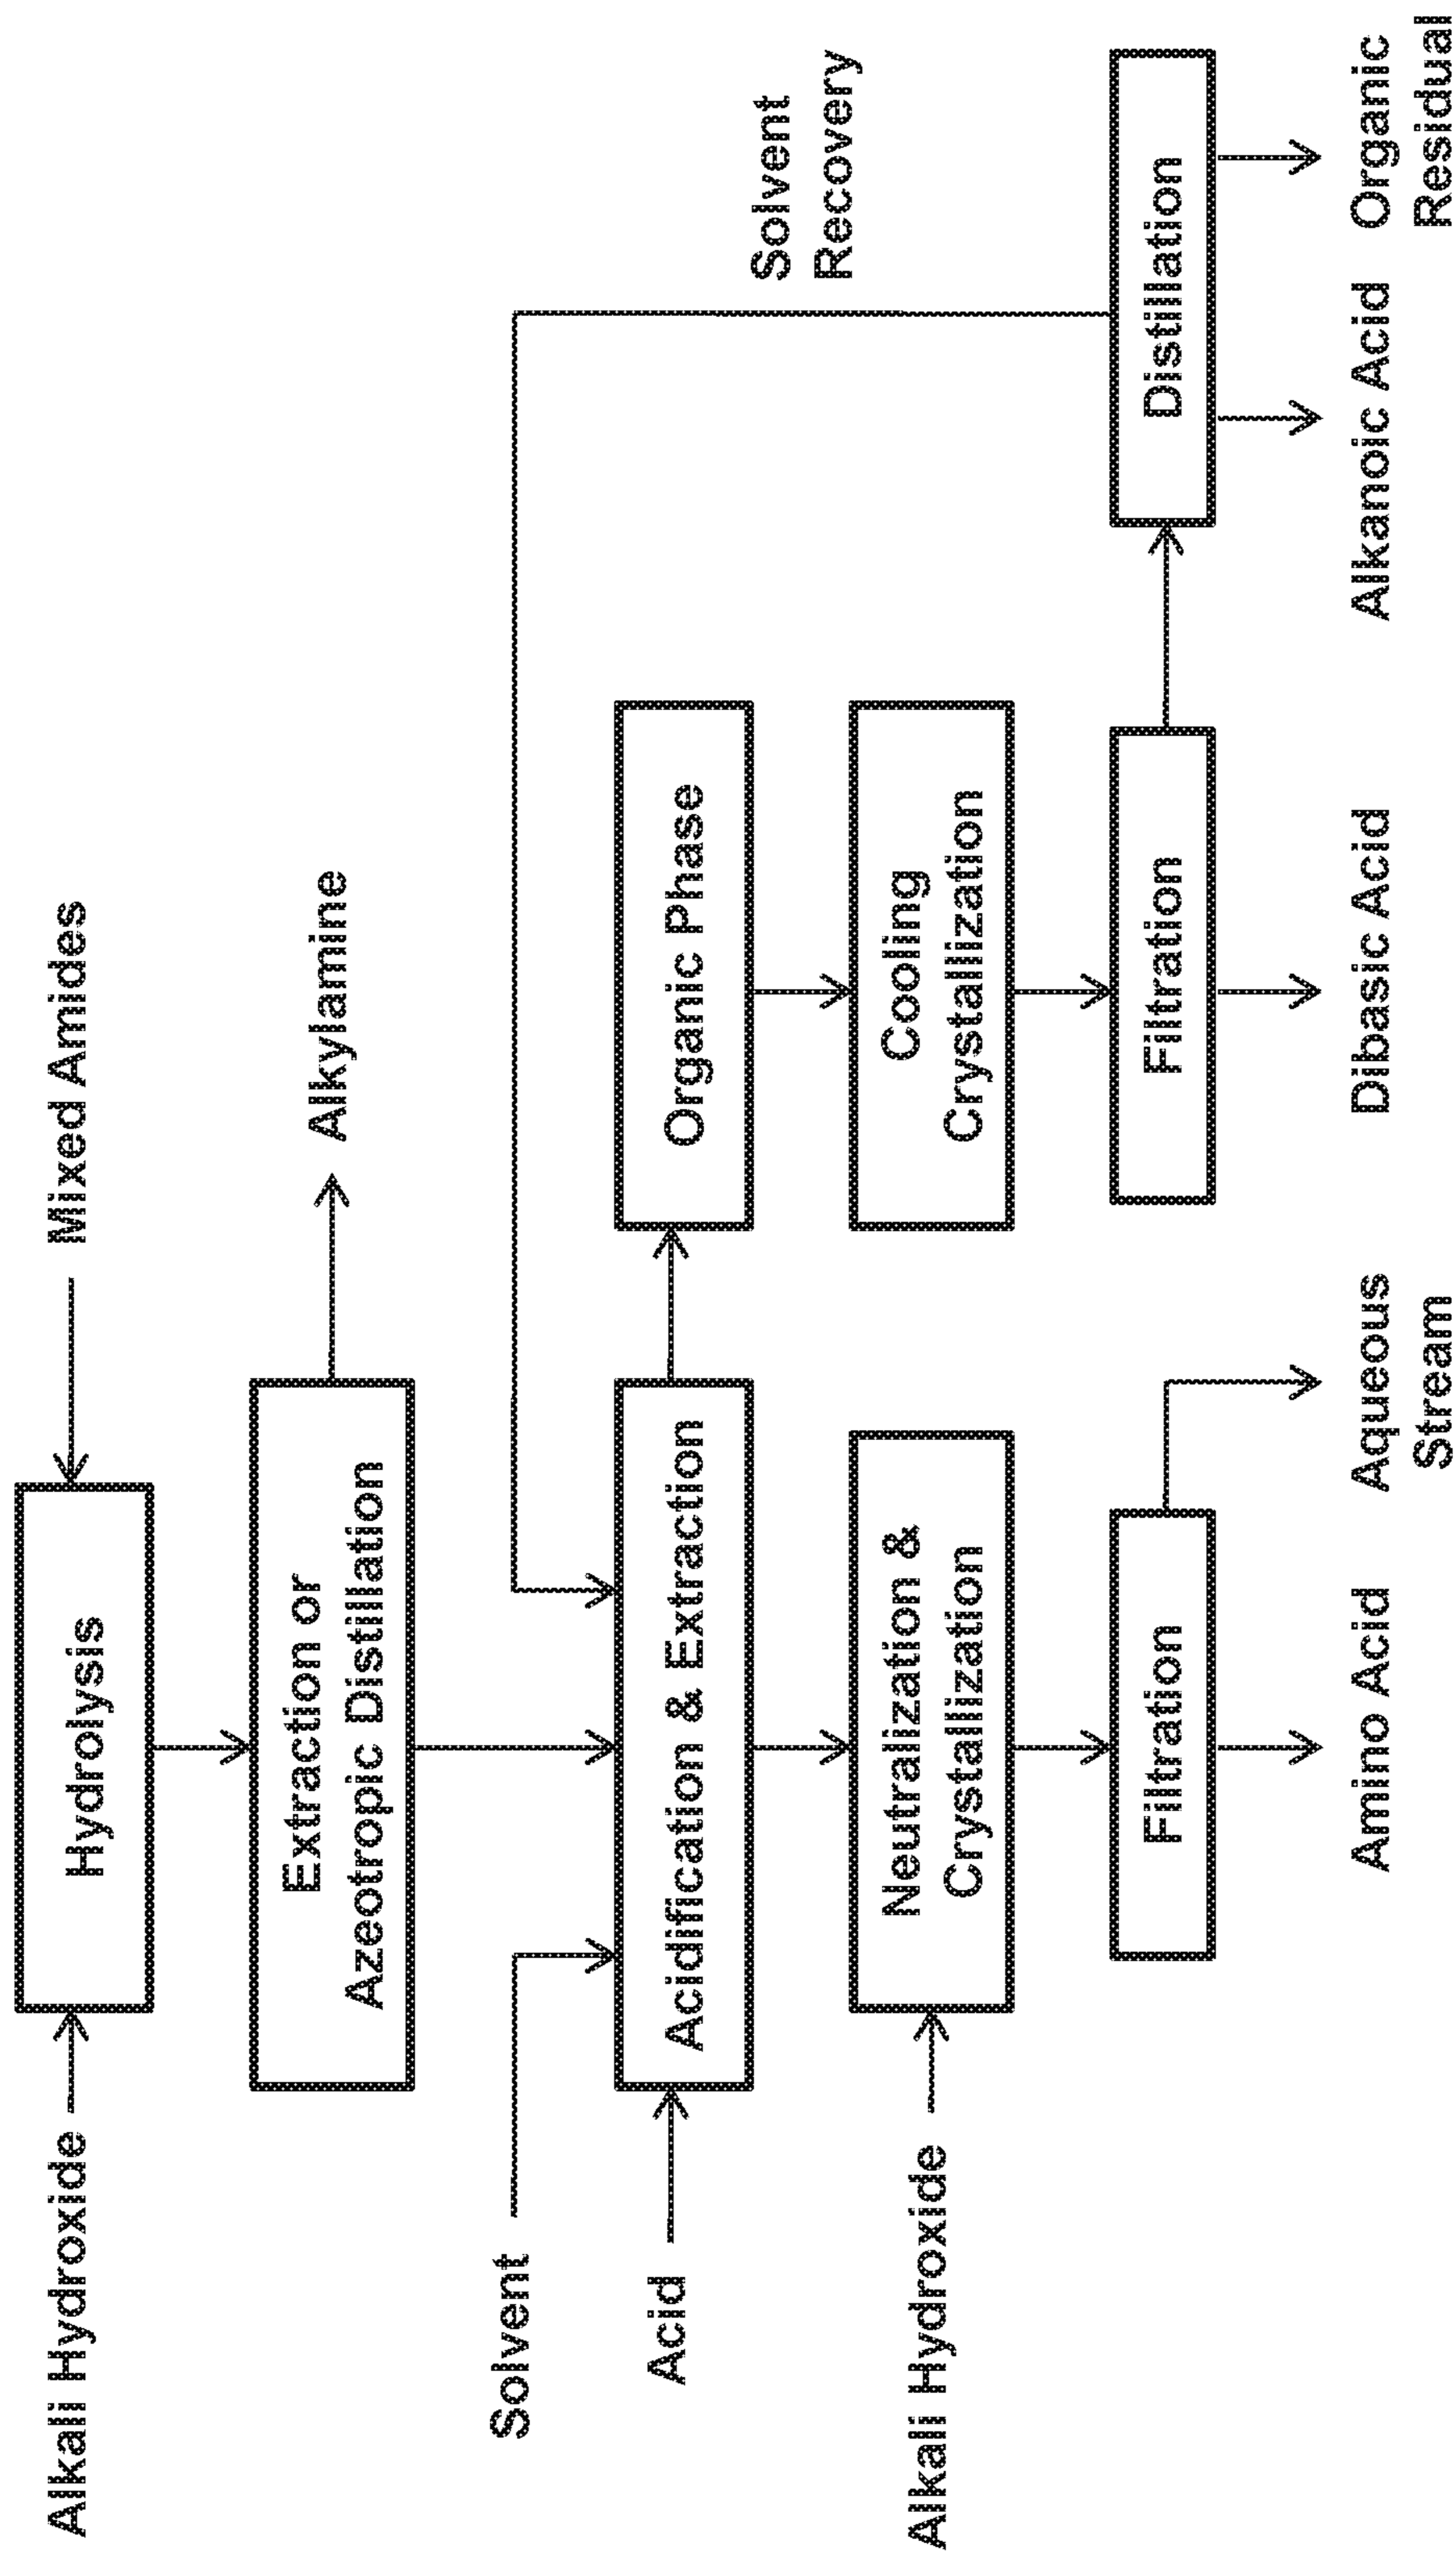 Alkali Hydroxide
Hydrolysis
Mixed Amides
Extraction or
Azeotropic Distillation
Alkylamine
Solvent
Solvent
Recovery
Acid
Acidification & Extraction
Organic Phase
Alkali Hydroxide
Neutralization &
Crystallization
Cooling
Crystallization
Filtration
Filtration
Distillation
Amino Acid
Aqueous
Stream
Dibasic Acid
Alkanoic Acid
Organic
Residual